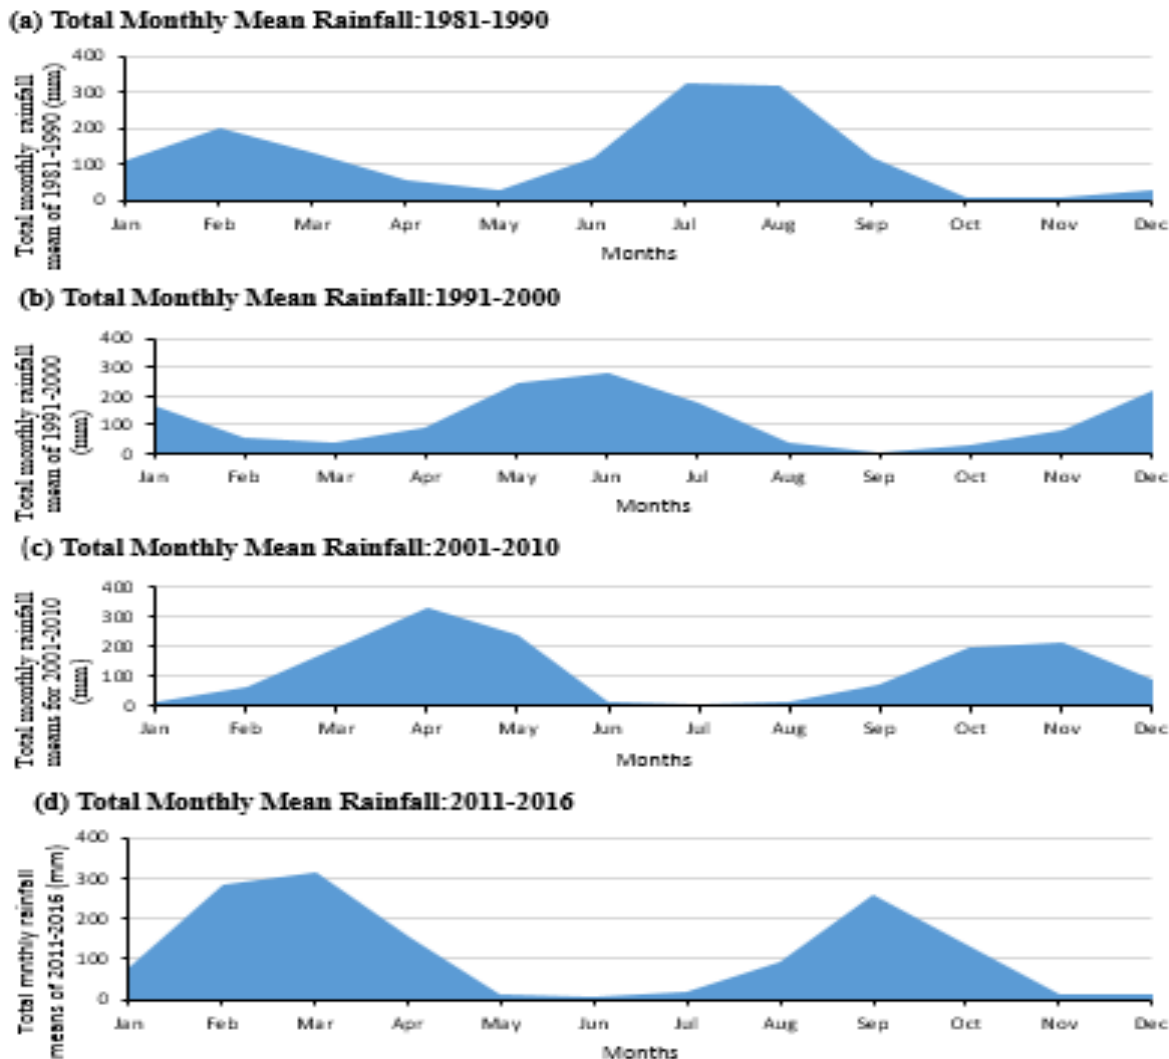 (a) Total Monthly Mean Rainfall:1981-1990
Total monthly rainfall
mean of 1981-1990 (mm)
400
300
200
100
0
Jan Feb Mar Apr May Jun Jul Aug Sep Oct Nov Dec
Months
(b) Total Monthly Mean Rainfall:1991-2000
Total monthly rainfall
mean of 1991-2000
(mm)
400
300
200
100
0
Jan Feb Mar Apr May Jun Jul Aug Sep Oct Nov Dec
Months
(c) Total Monthly Mean Rainfall:2001-2010
Total monthly rainfall
means for 2001-2010
(mm)
400
300
200
100
0
Jan Feb Mar Apr May Jun Jul Aug Sep Oct Nov Dec
Months
(d) Total Monthly Mean Rainfall:2011-2016
Total mnthly rainfall
means of 2011-2016 (mm)
400
300
200
100
0
Jan Feb Mar Apr May Jun Jul Aug Sep Oct Nov Dec
Months